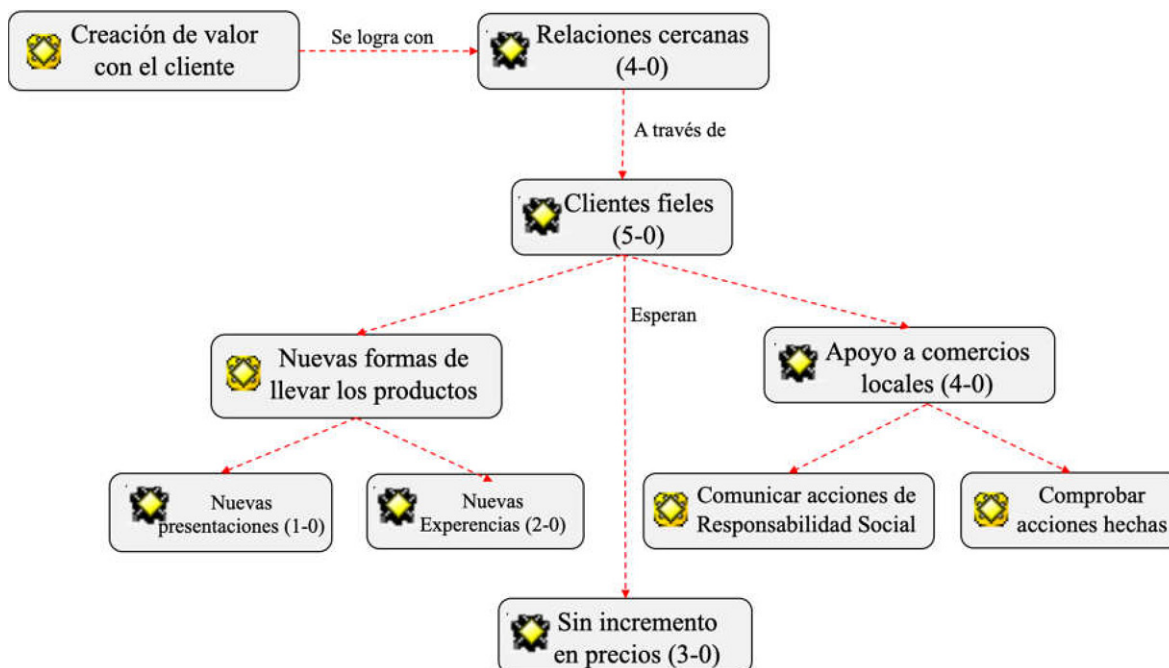 Creación de valor
con el cliente
Se logra con
Relaciones cercanas
(4-0)
A través de
Clientes fieles
(5-0)
Esperan
Nuevas formas de
llevar los productos
Apoyo a comercios
locales (4-0)
Nuevas
presentaciones (1-0)
Nuevas
Experencias (2-0)
Comunicar acciones de
Responsabilidad Social
Comprobar
acciones hechas
Sin incremento
en precios (3-0)